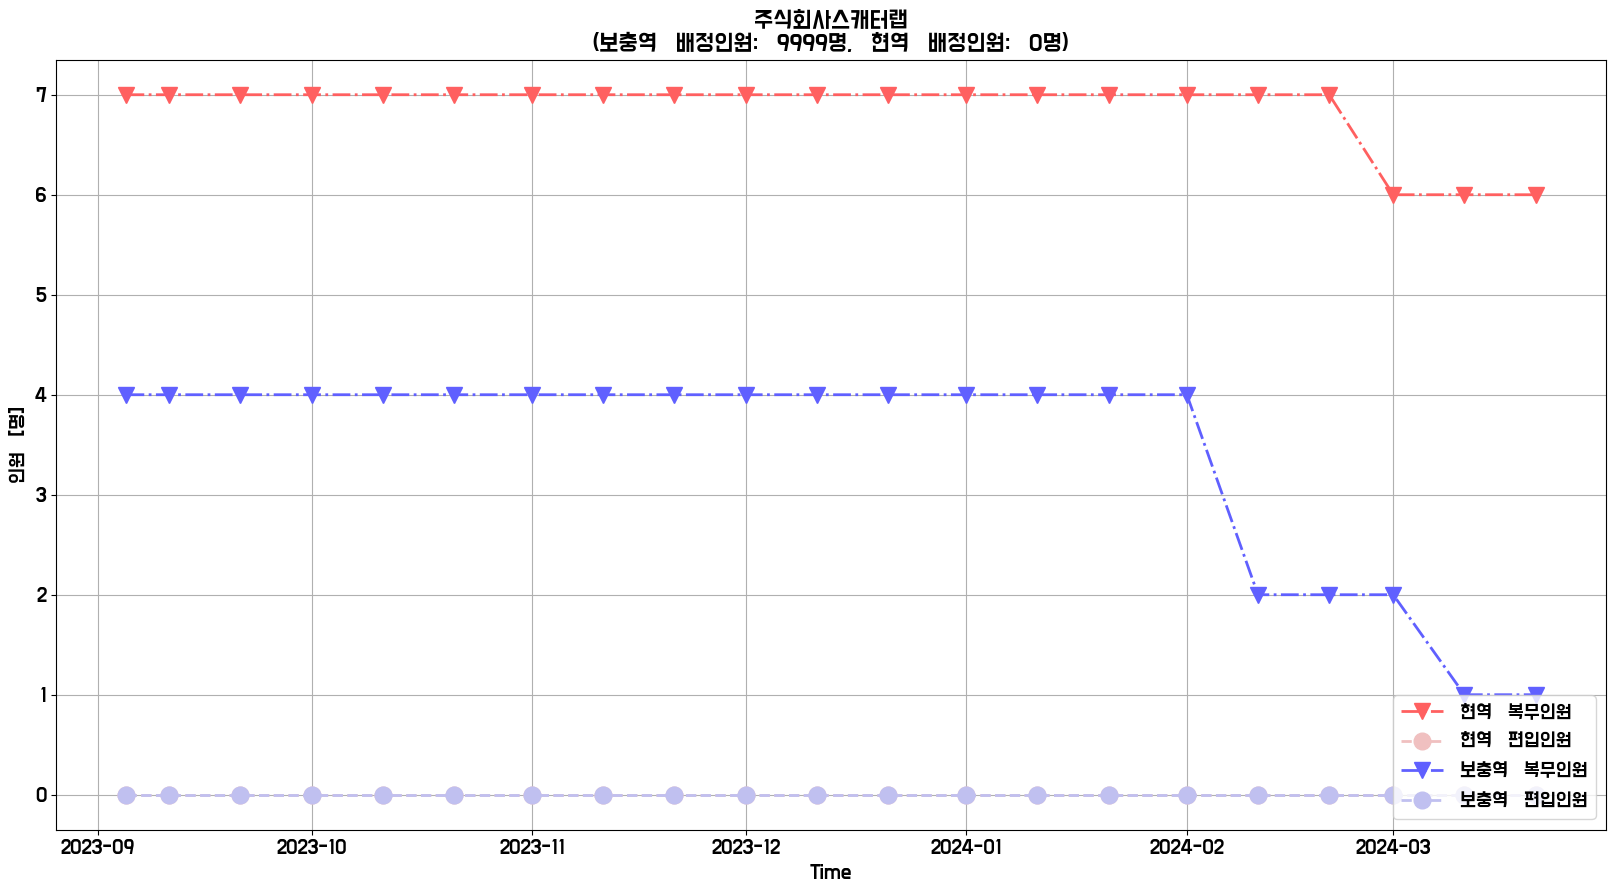 주식회사스캐터랩
(보충역 배정인원: 9999명, 현역 배정인원: 0명)
7
6
5
4
3
2
1
0
인원 [명]
현역 복무인원
현역 편입인원
보충역 복무인원
보충역 편입인원
2023-09
2023-10
2023-11
2023-12
2024-01
2024-02
2024-03
Time